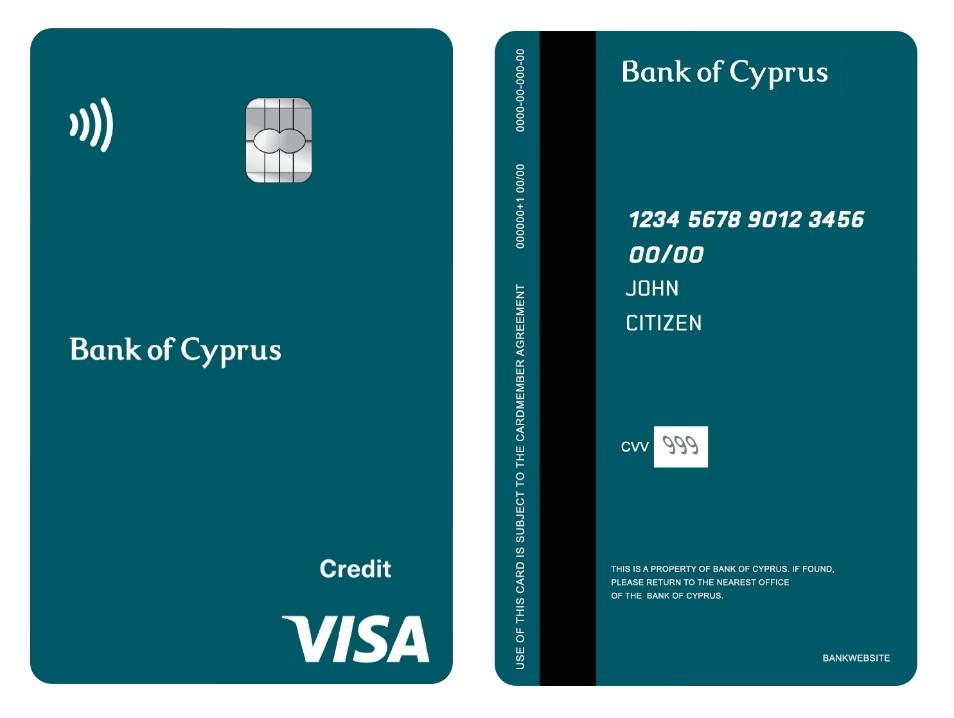 Bank of Cyprus
Credit
VISA
USE OF THIS CARD IS SUBJECT TO THE CARDMEMBER AGREEMENT 000000+1 00/00 0000-00-000-00
Bank of Cyprus
1234 5678 9012 3456
00/00
JOHN
CITIZEN
CVV 999
THIS IS A PROPERTY OF BANK OF CYPRUS. IF FOUND,
PLEASE RETURN TO THE NEAREST OFFICE
OF THE BANK OF CYPRUS.
BANKWEBSITE